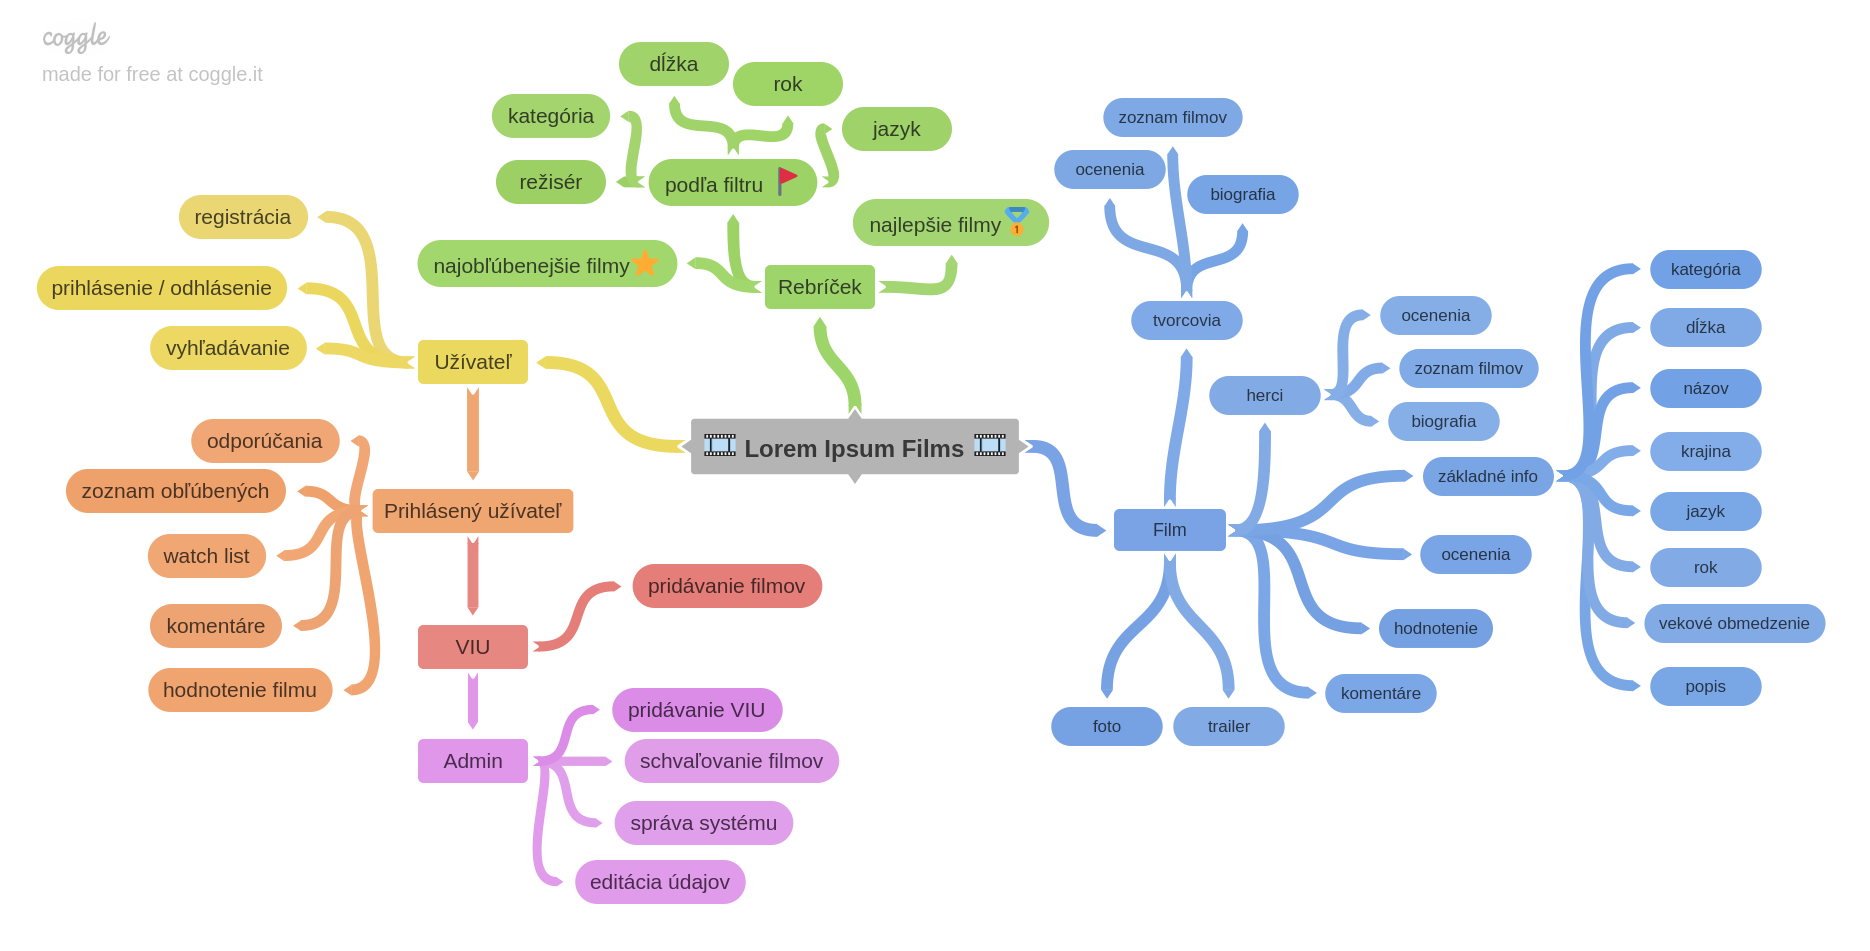 coggle
made for free at coggle.it
dĺžka
rok
kategória
jazyk
režisér
podľa filtru
najlepšie filmy
najobľúbenejšie filmy
Rebríček
registrácia
prihlásenie / odhlásenie
vyhľadávanie
Užívateľ
Lorem Ipsum Films
odporúčania
zoznam obľúbených
Prihlásený užívateľ
watch list
komentáre
hodnotenie filmu
VIU
pridávanie filmov
Admin
pridávanie VIU
schvaľovanie filmov
správa systému
editácia údajov
zoznam filmov
ocenenia
biografia
tvorcovia
herci
ocenenia
zoznam filmov
biografia
Film
základné info
ocenenia
hodnotenie
komentáre
foto
trailer
kategória
dĺžka
názov
krajina
jazyk
rok
vekové obmedzenie
popis